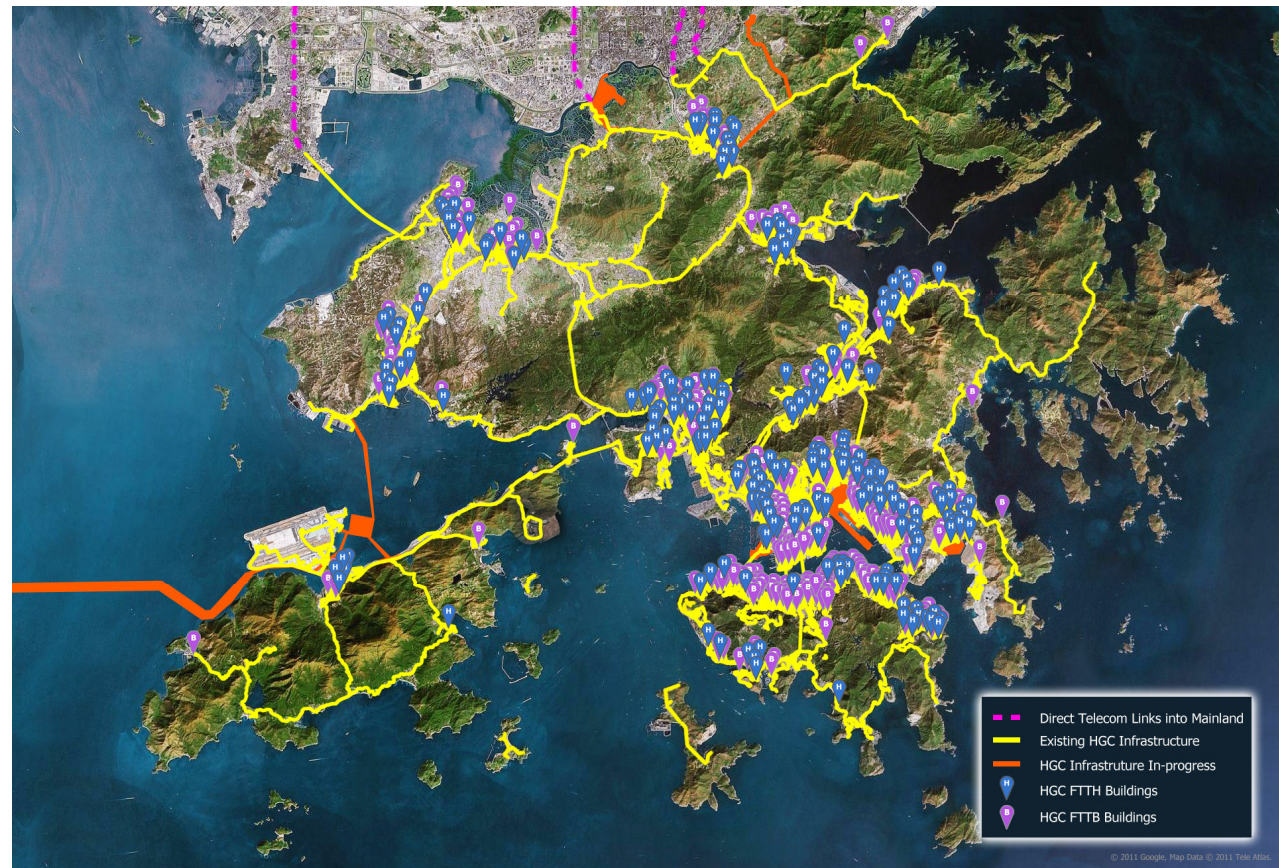 Direct Telecom Links into Mainland
Existing HGC Infrastructure
HGC Infrastruture In-progress
H HGC FTTH Buildings
B HGC FTTB Buildings
© 2011 Google, Map Data © 2011 Tele Atlas